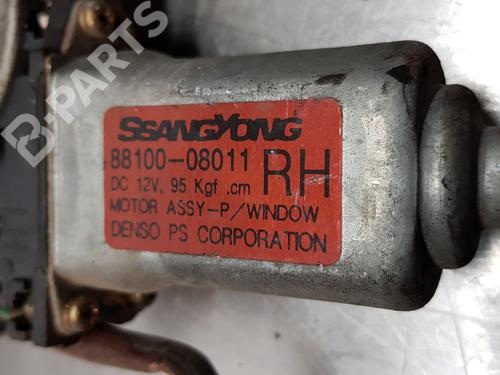 B-PARTS
SSANGYONG
88100-08011 RH
DC 12V, 95 Kgf .cm
MOTOR ASSY-P/WINDOW
DENSO PS CORPORATION